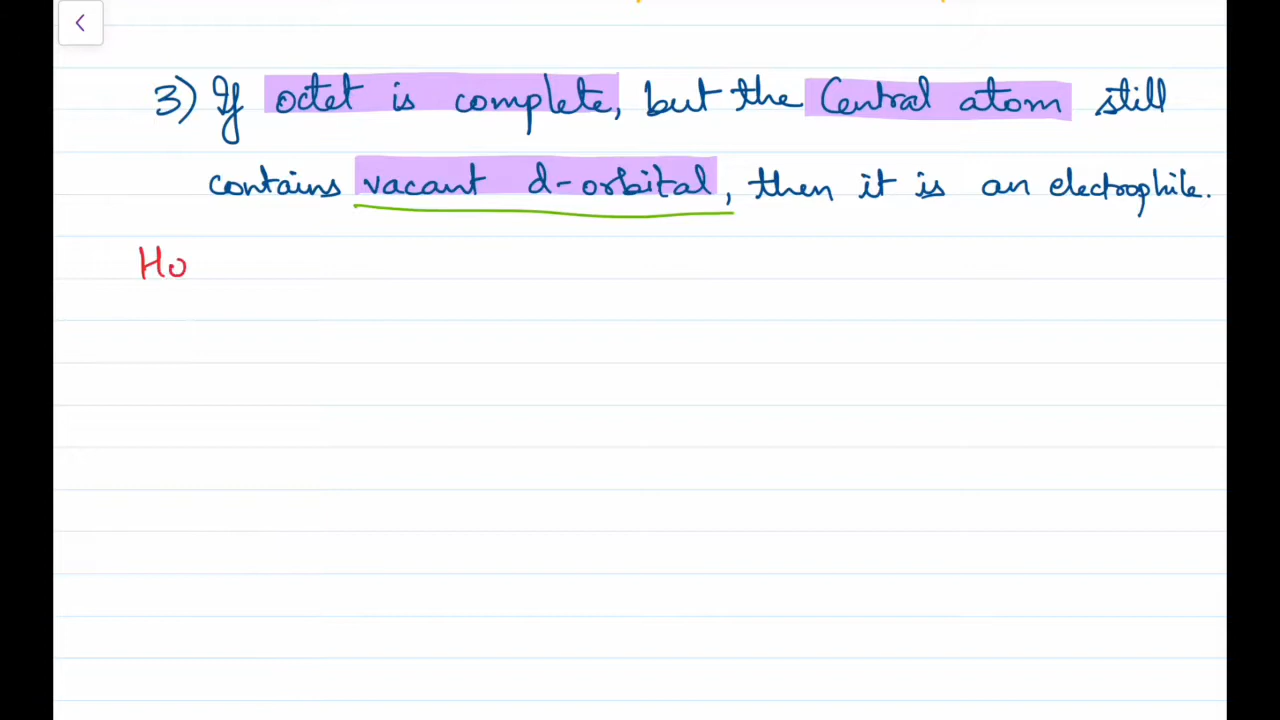 3) If octet is complete, but the Central atom still
contains vacant d-orbital, then it is an electrophile.
Ho